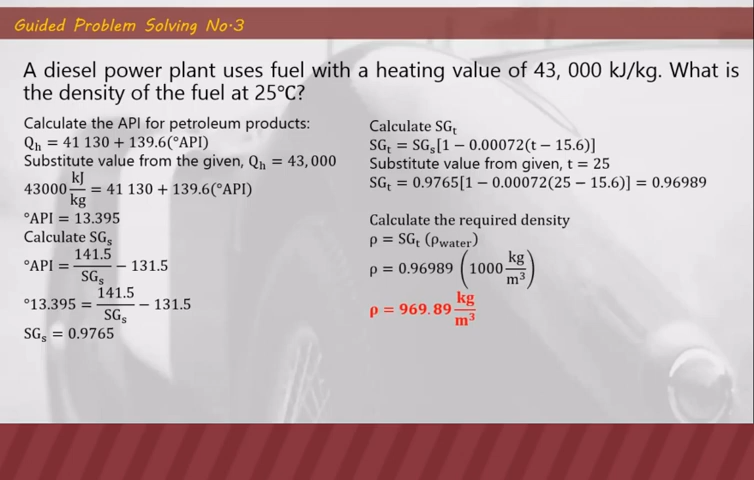 Guided Problem Solving No·3
A diesel power plant uses fuel with a heating value of 43, 000 kJ/kg. What is
the density of the fuel at 25°C?
Calculate the API for petroleum products:
Qₕ = 41 130 + 139.6(°API)
Substitute value from the given, Qₕ = 43,000
43000 kJ/kg = 41 130 + 139.6(°API)
°API = 13.395
Calculate SGₛ
°API = 141.5/SGₛ − 131.5
°13.395 = 141.5/SGₛ − 131.5
SGₛ = 0.9765
Calculate SGₜ
SGₜ = SGₛ[1 − 0.00072(t − 15.6)]
Substitute value from given, t = 25
SGₜ = 0.9765[1 − 0.00072(25 − 15.6)] = 0.96989
Calculate the required density
ρ = SGₜ (ρwater)
ρ = 0.96989 (1000 kg/m³)
ρ = 969.89 kg/m³